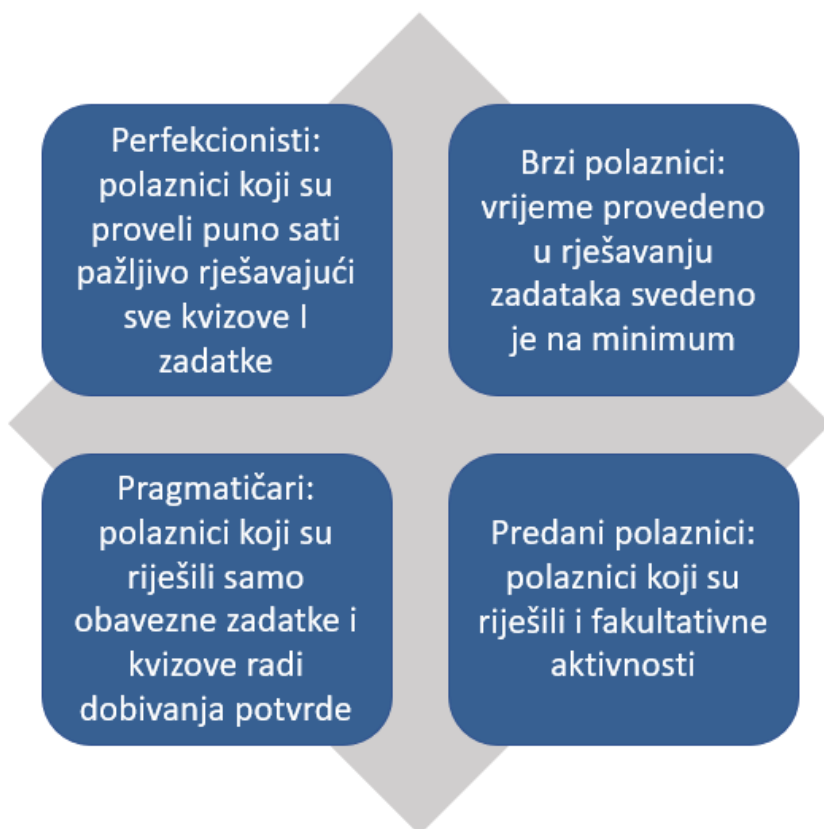 Perfekcionisti:
polaznici koji su
proveli puno sati
pažljivo rješavajući
sve kvizove I
zadatke
Brzi polaznici:
vrijeme provedeno
u rješavanju
zadataka svedeno
je na minimum
Pragmatičari:
polaznici koji su
riješili samo
obavezne zadatke i
kvizove radi
dobivanja potvrde
Predani polaznici:
polaznici koji su
riješili i fakultativne
aktivnosti